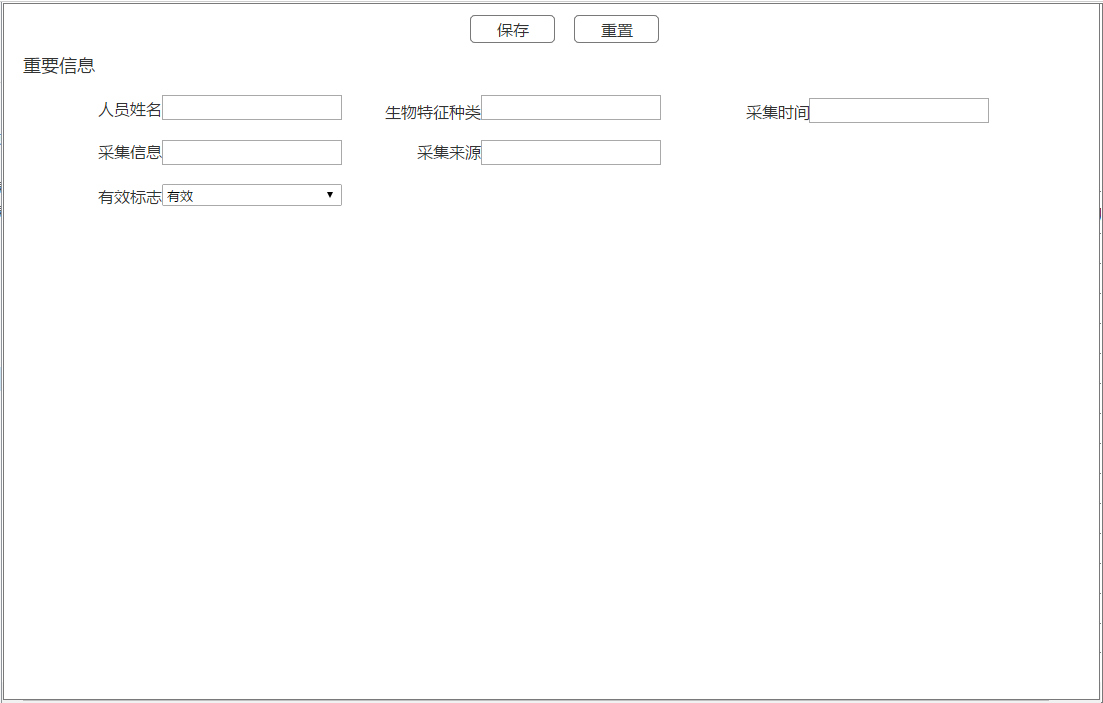 保存 重置
重要信息
人员姓名 生物特征种类 采集时间
采集信息 采集来源
有效标志 有效